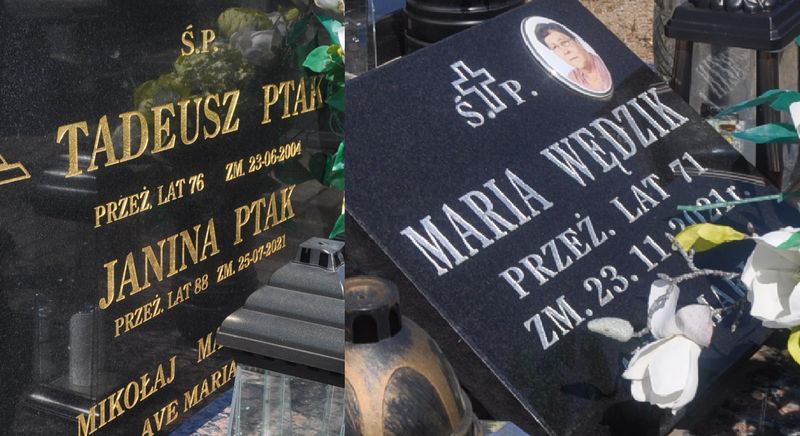 Ś.P.
TADEUSZ PTAK
PRZEŻ. LAT 76 ZM. 23-06-2004
JANINA PTAK
PRZEŻ. LAT 88 ZM. 25-07-2021
MIKOŁAJ
AVE MARIA
Ś. P.
MARIA WĘDZIK
PRZEŻ. LAT 71
ZM. 23. 11. 2021r.